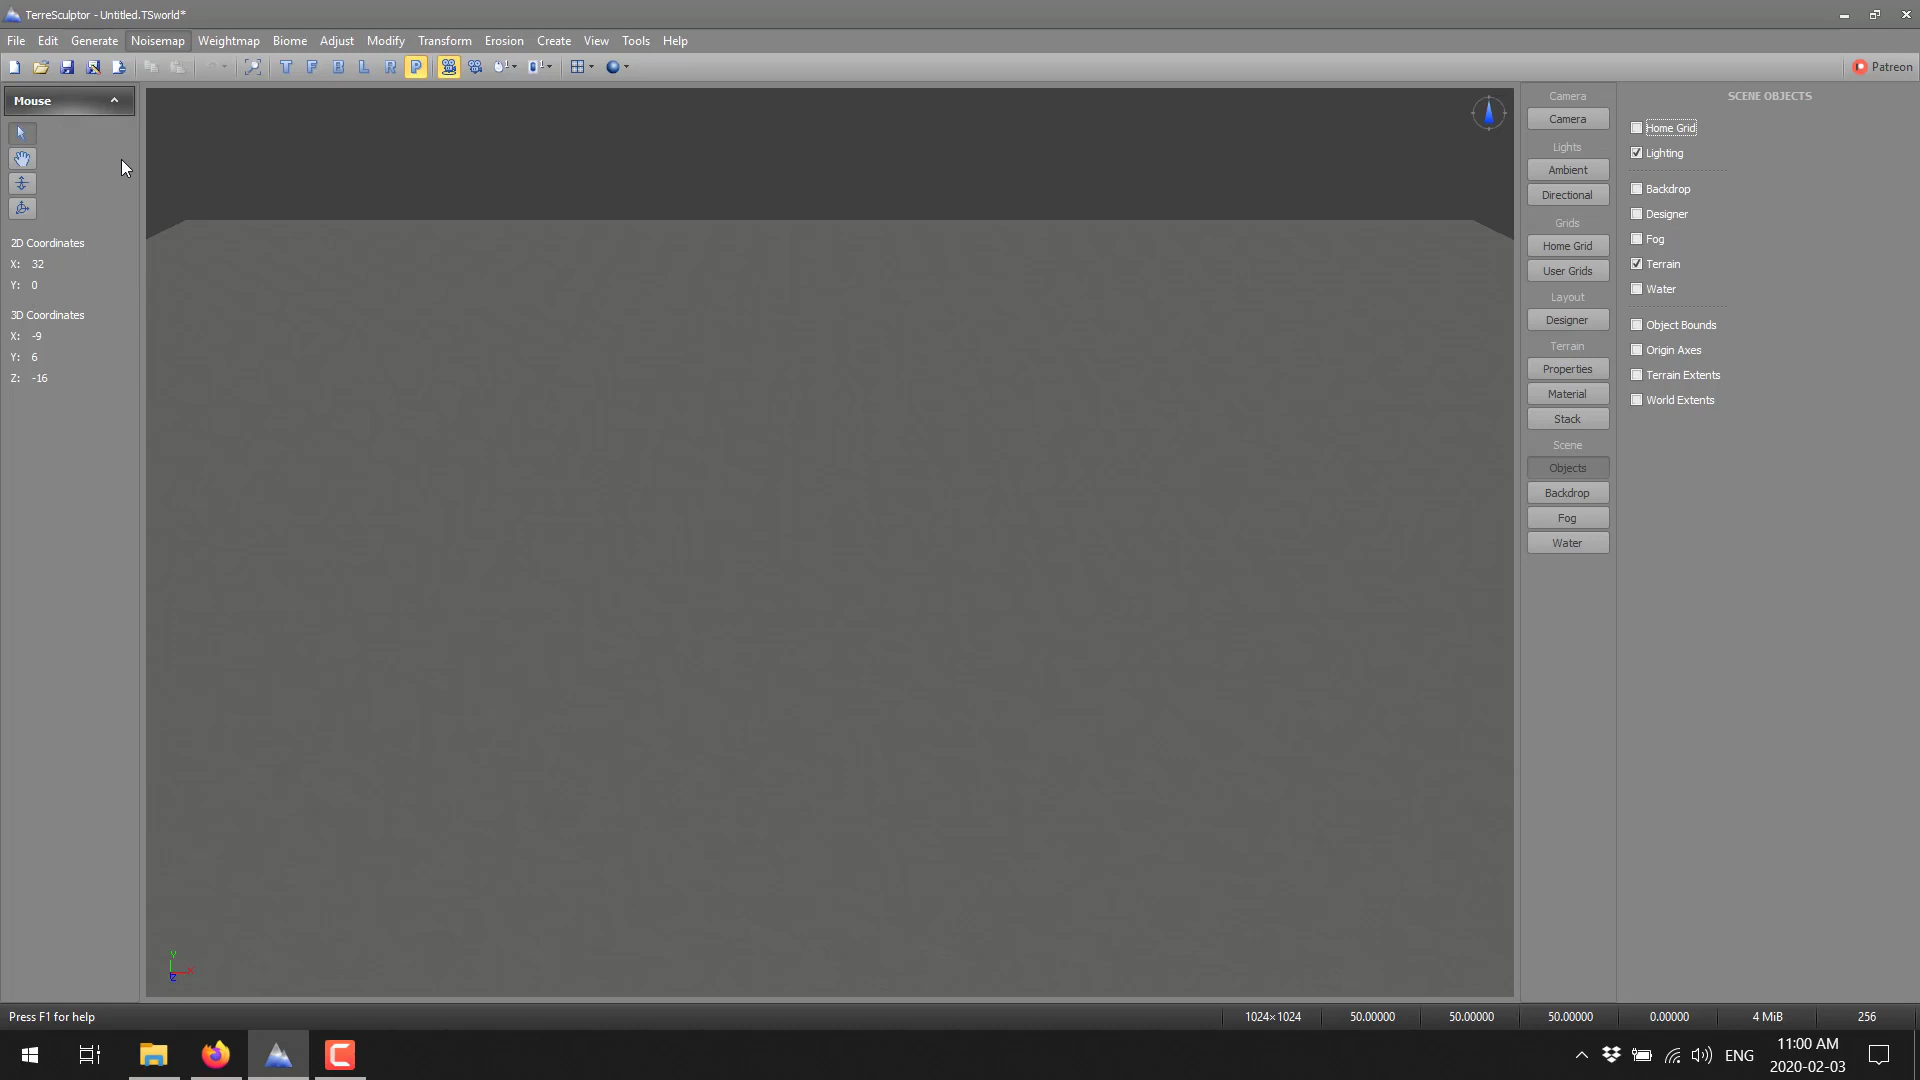 TerreSculptor - Untitled.TSworld*
File Edit Generate Noisemap Weightmap Biome Adjust Modify Transform Erosion Create View Tools Help
T F B L R P 1 1 Patreon
Mouse
2D Coordinates
X: 32
Y: 0
3D Coordinates
X: -9
Y: 6
Z: -16
Y
X
Z
Camera
Camera
Lights
Ambient
Directional
Grids
Home Grid
User Grids
Layout
Designer
Terrain
Properties
Material
Stack
Scene
Objects
Backdrop
Fog
Water
SCENE OBJECTS
Home Grid
Lighting
Backdrop
Designer
Fog
Terrain
Water
Object Bounds
Origin Axes
Terrain Extents
World Extents
Press F1 for help 1024×1024 50.00000 50.00000 50.00000 0.00000 4 MiB 256
ENG 11:00 AM
2020-02-03